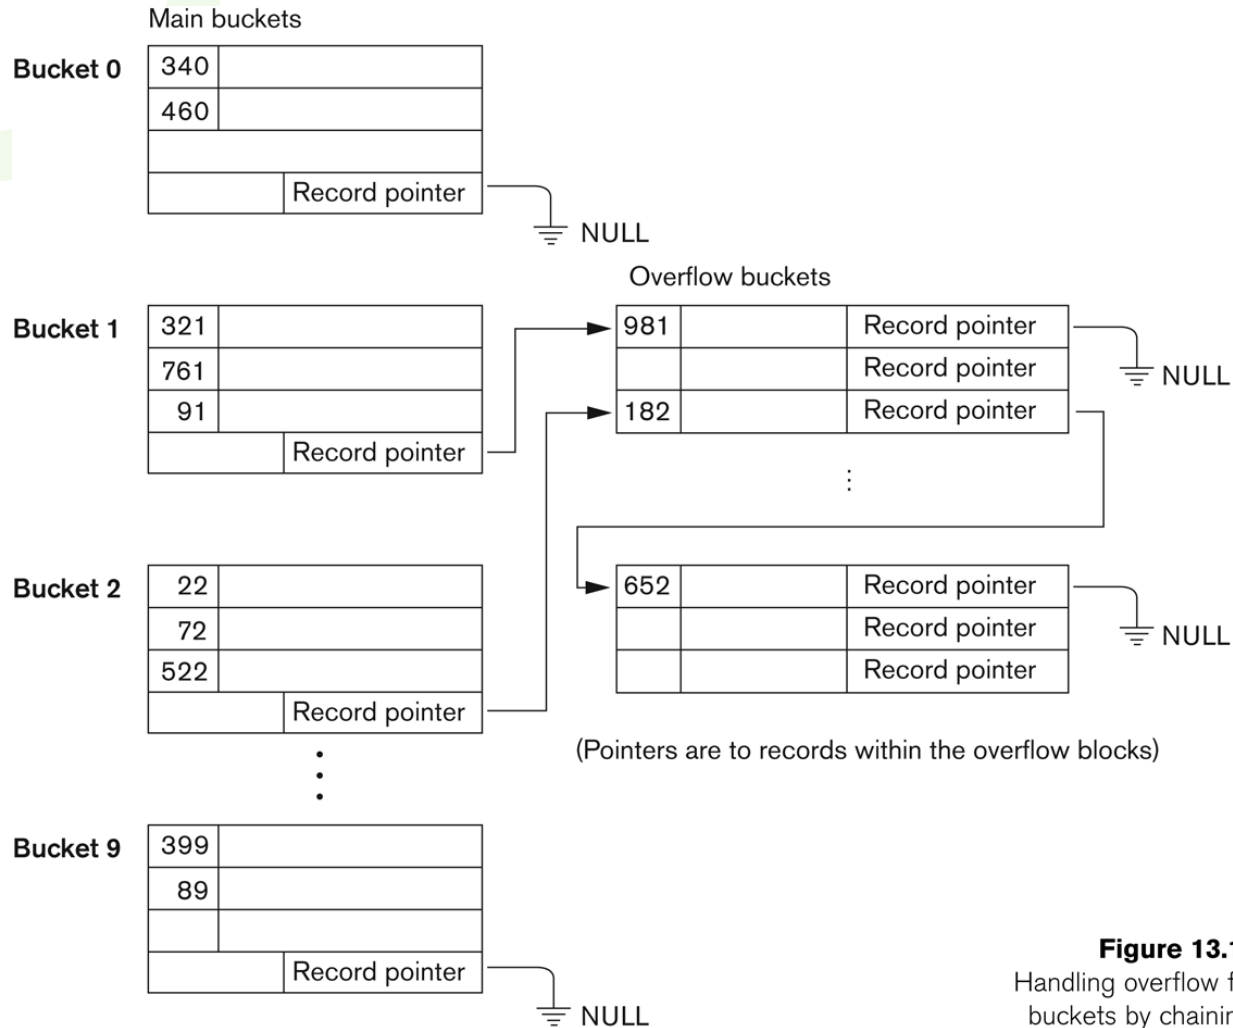 Main buckets
Bucket 0
340
460
Record pointer
NULL
Overflow buckets
Bucket 1
321
761
91
Record pointer
981 Record pointer
Record pointer
182 Record pointer
NULL
Bucket 2
22
72
522
Record pointer
652 Record pointer
Record pointer
Record pointer
NULL
(Pointers are to records within the overflow blocks)
Bucket 9
399
89
Record pointer
NULL
Figure 13.
Handling overflow
buckets by